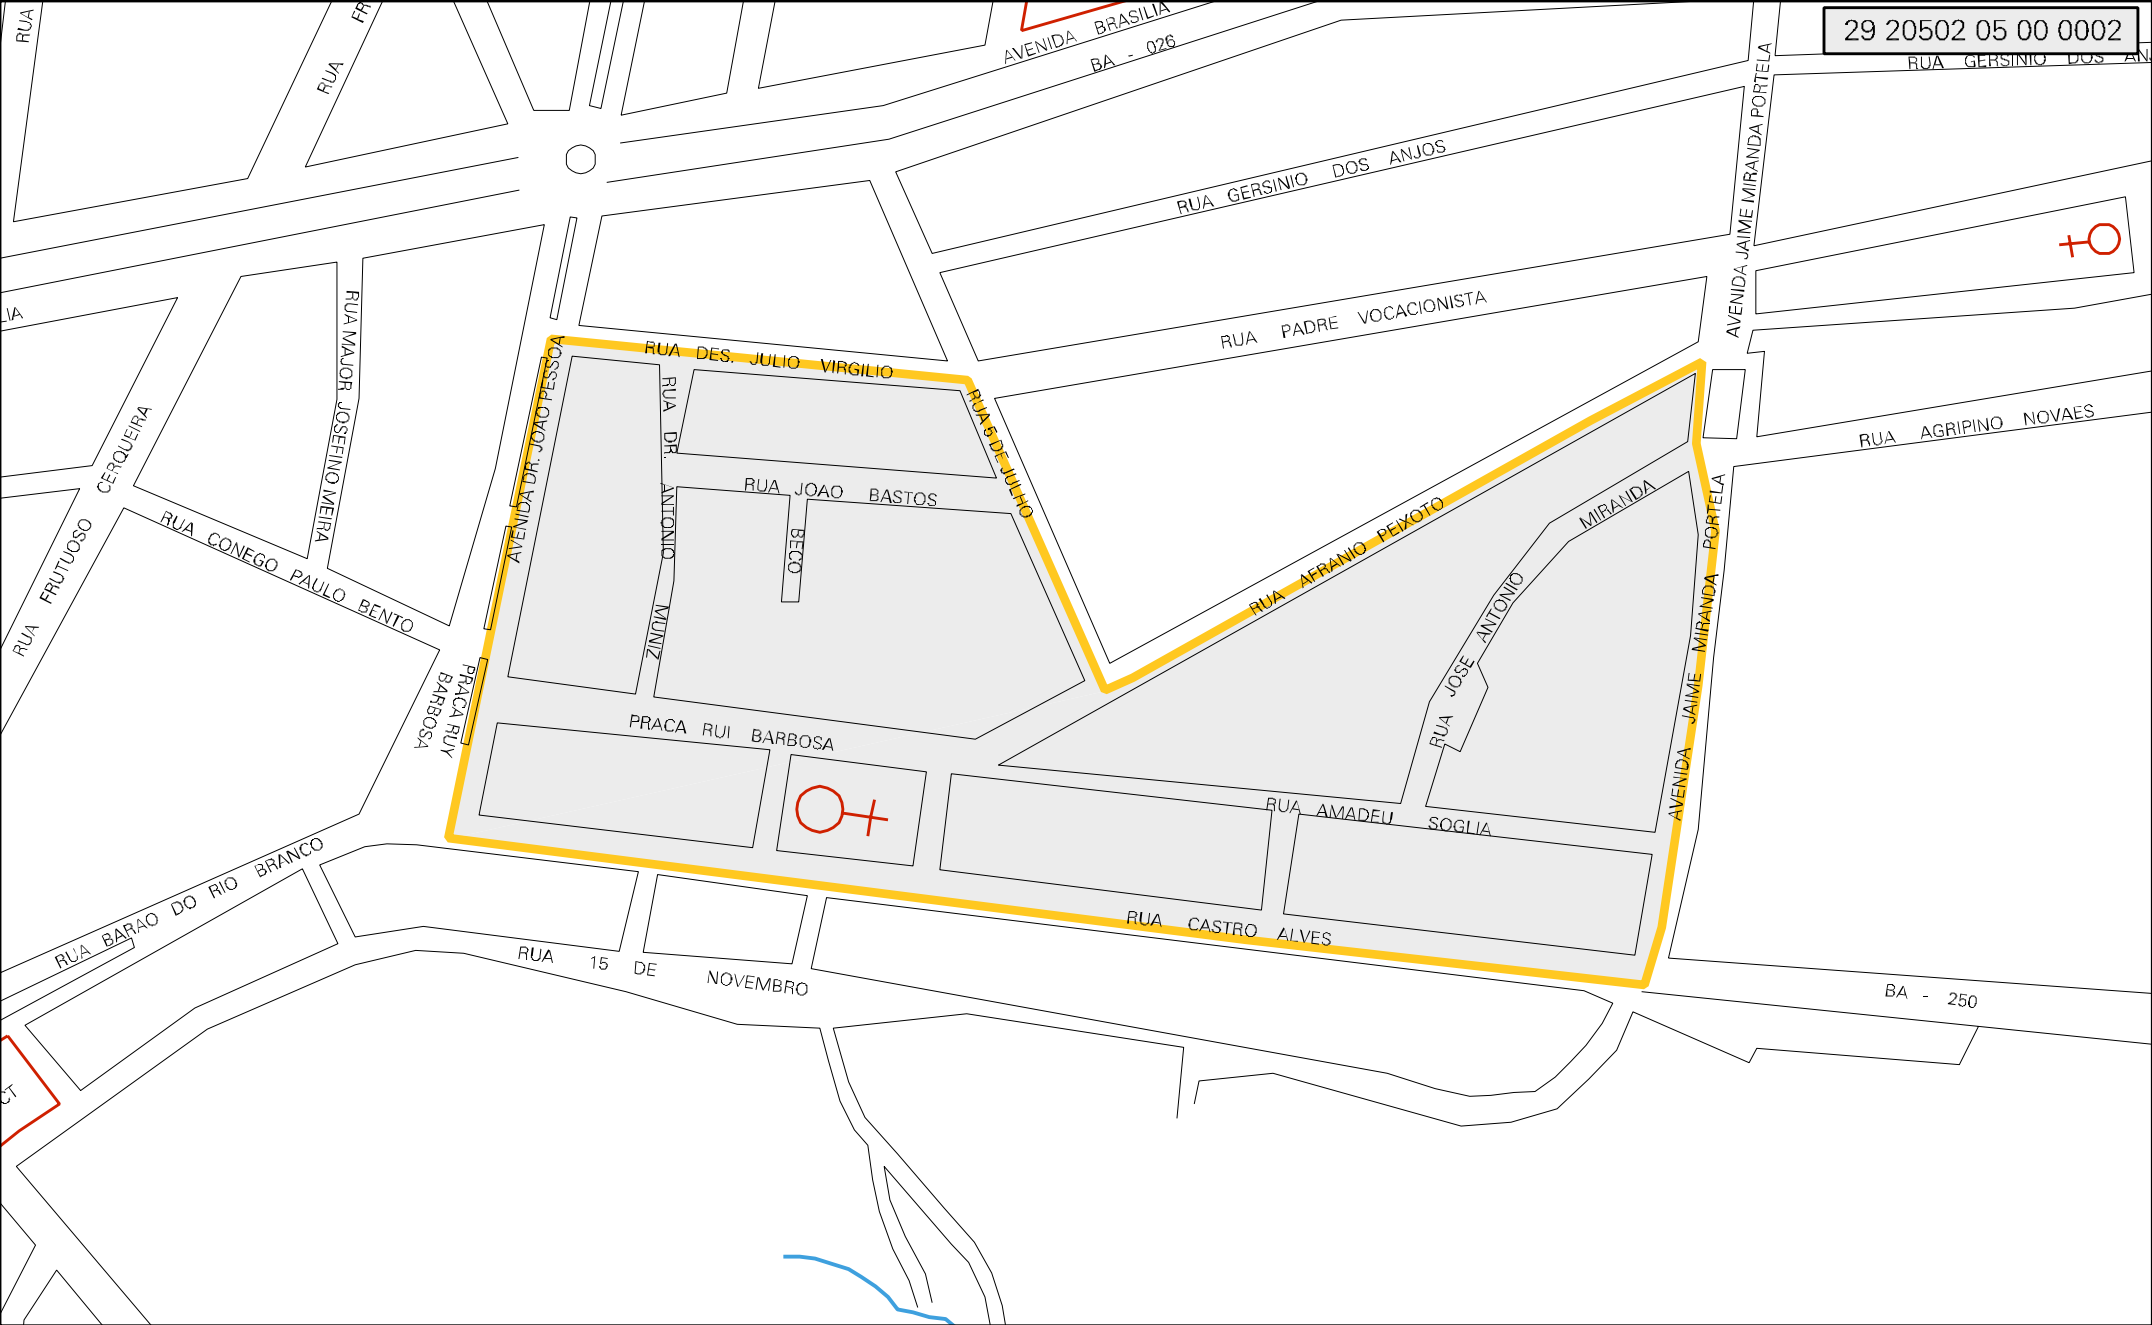 RUA
RUA FR
AVENIDA BRASILIA
BA - 026
29 20502 05 00 0002
RUA GERSINIO DOS ANJ
AVENIDA JAIME MIRANDA PORTELA
RUA GERSINIO DOS ANJOS
LIA
RUA MAJOR JOSEFINO MEIRA
RUA PADRE VOCACIONISTA
RUA DES. JULIO VIRGILIO
AVENIDA DR. JOAO PESSOA
RUA DR. ANTONIO MUNIZ
RUA 5 DE JULHO
RUA AGRIPINO NOVAES
RUA FRUTUOSO CERQUEIRA
RUA CONEGO PAULO BENTO
RUA JOAO BASTOS
BECO
RUA AFRANIO PEIXOTO
RUA JOSE ANTONIO MIRANDA
AVENIDA JAIME MIRANDA PORTELA
PRACA RUY
BARBOSA
PRACA RUI BARBOSA
RUA AMADEU SOGLIA
RUA BARAO DO RIO BRANCO
RUA CASTRO ALVES
RUA 15 DE NOVEMBRO
BA - 250
CT